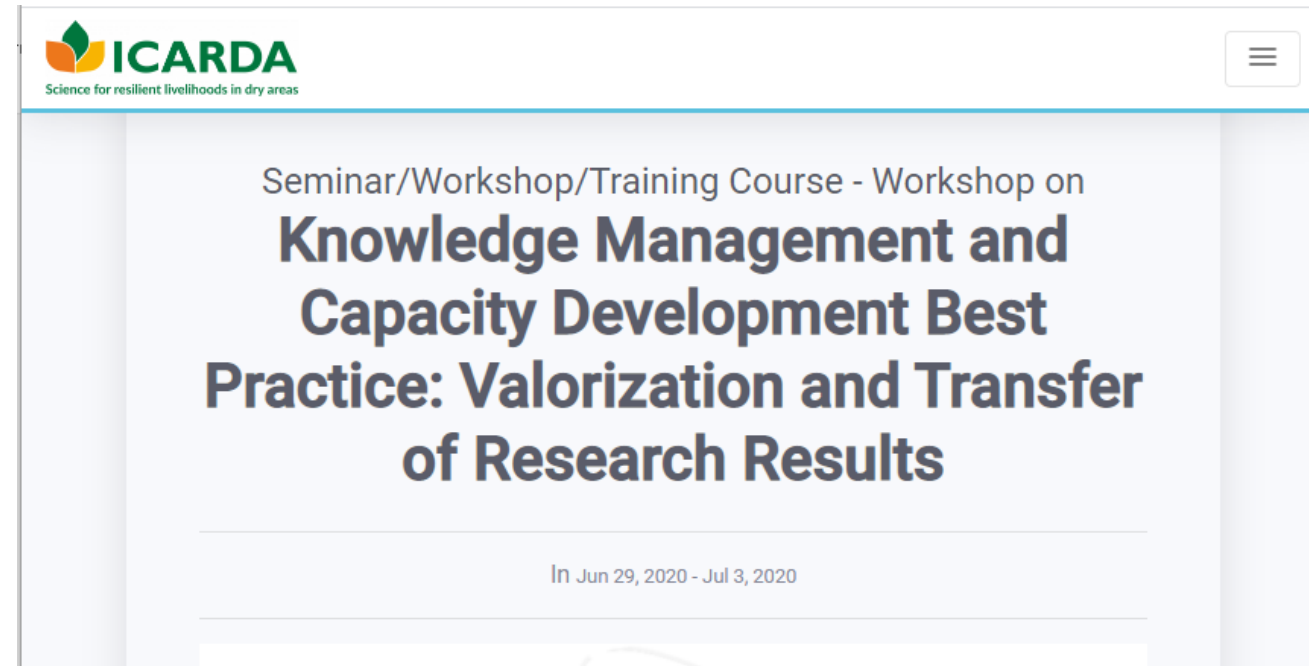 ICARDA
Science for resilient livelihoods in dry areas
Seminar/Workshop/Training Course - Workshop on
Knowledge Management and
Capacity Development Best
Practice: Valorization and Transfer
of Research Results
In Jun 29, 2020 - Jul 3, 2020